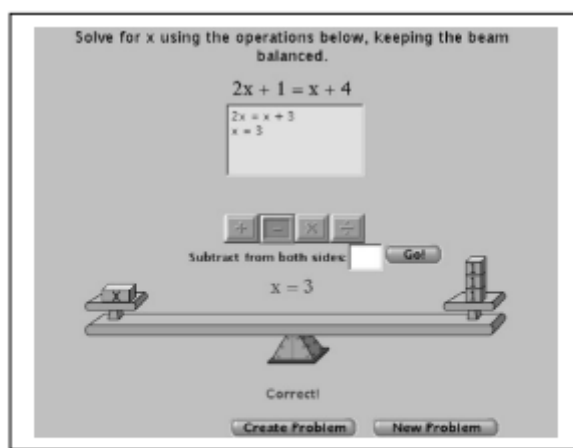 Solve for x using the operations below, keeping the beam
balanced.
2x + 1 = x + 4
2x = x + 3
x = 3
+ − × ÷
Subtract from both sides: Go!
x = 3
X
Correct!
Create Problem New Problem